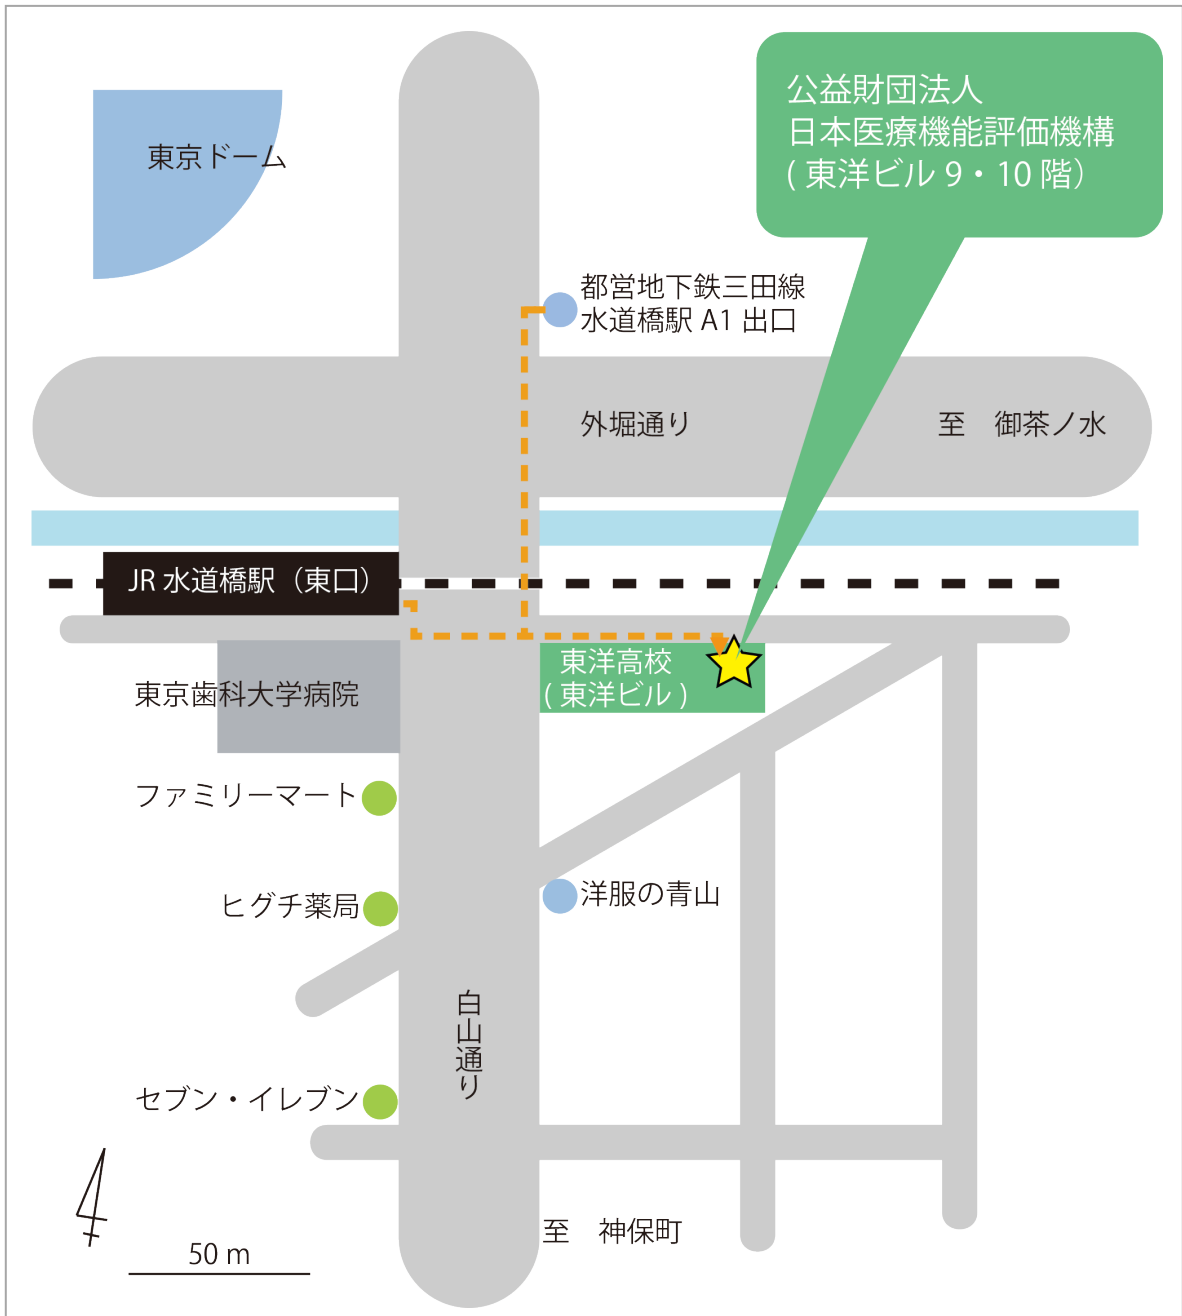 公益財団法人
日本医療機能評価機構
( 東洋ビル 9・10 階）
東京ドーム
都営地下鉄三田線
水道橋駅 A1 出口
外堀通り
至　御茶ノ水
JR 水道橋駅（東口）
東洋高校
( 東洋ビル )
東京歯科大学病院
ファミリーマート
ヒグチ薬局
洋服の青山
白山通り
セブン・イレブン
至　神保町
50 m